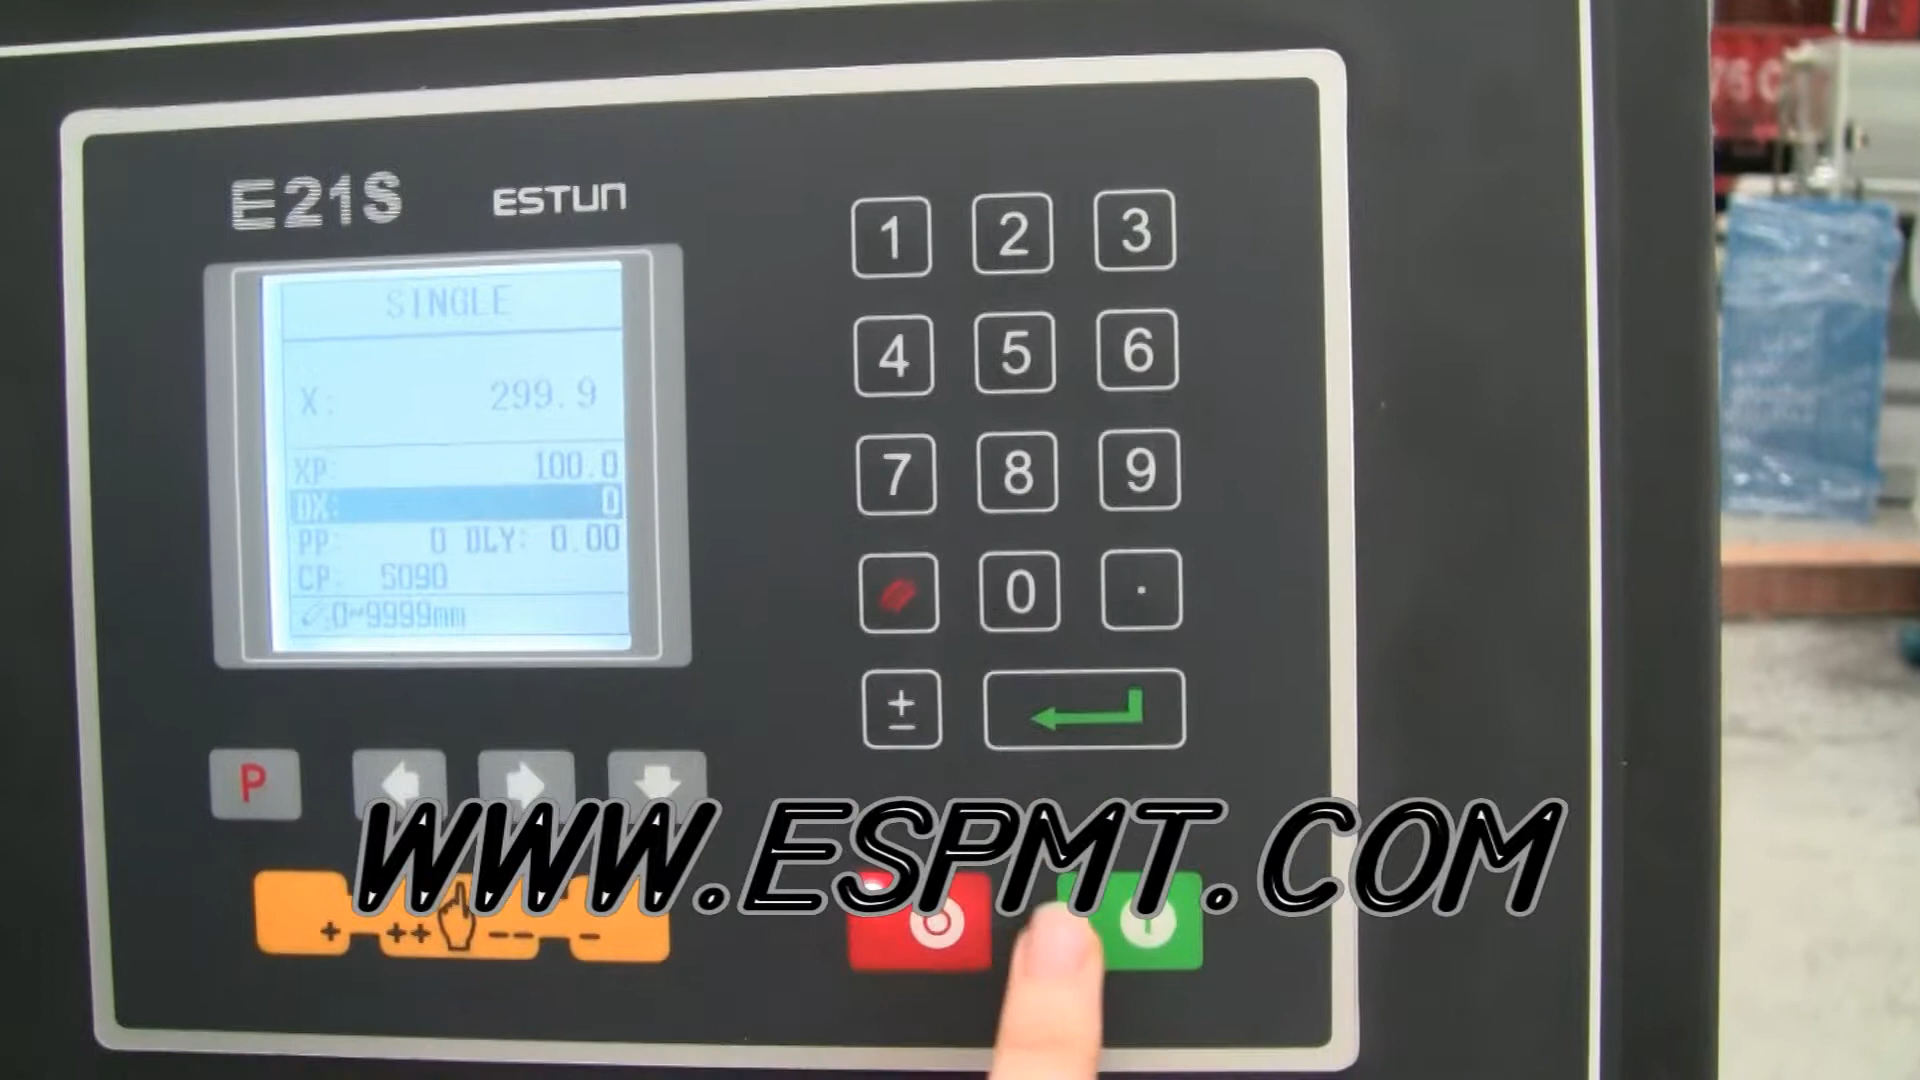 E21S ESTUN
SINGLE
X: 299.9
XP: 100.0
DX: 0
PP: 0 DLY: 0.00
CP: 5090
:0~9999mm
1 2 3
4 5 6
7 8 9
0 .
±
P
+ ++ -- -
WWW.ESPMT.COM